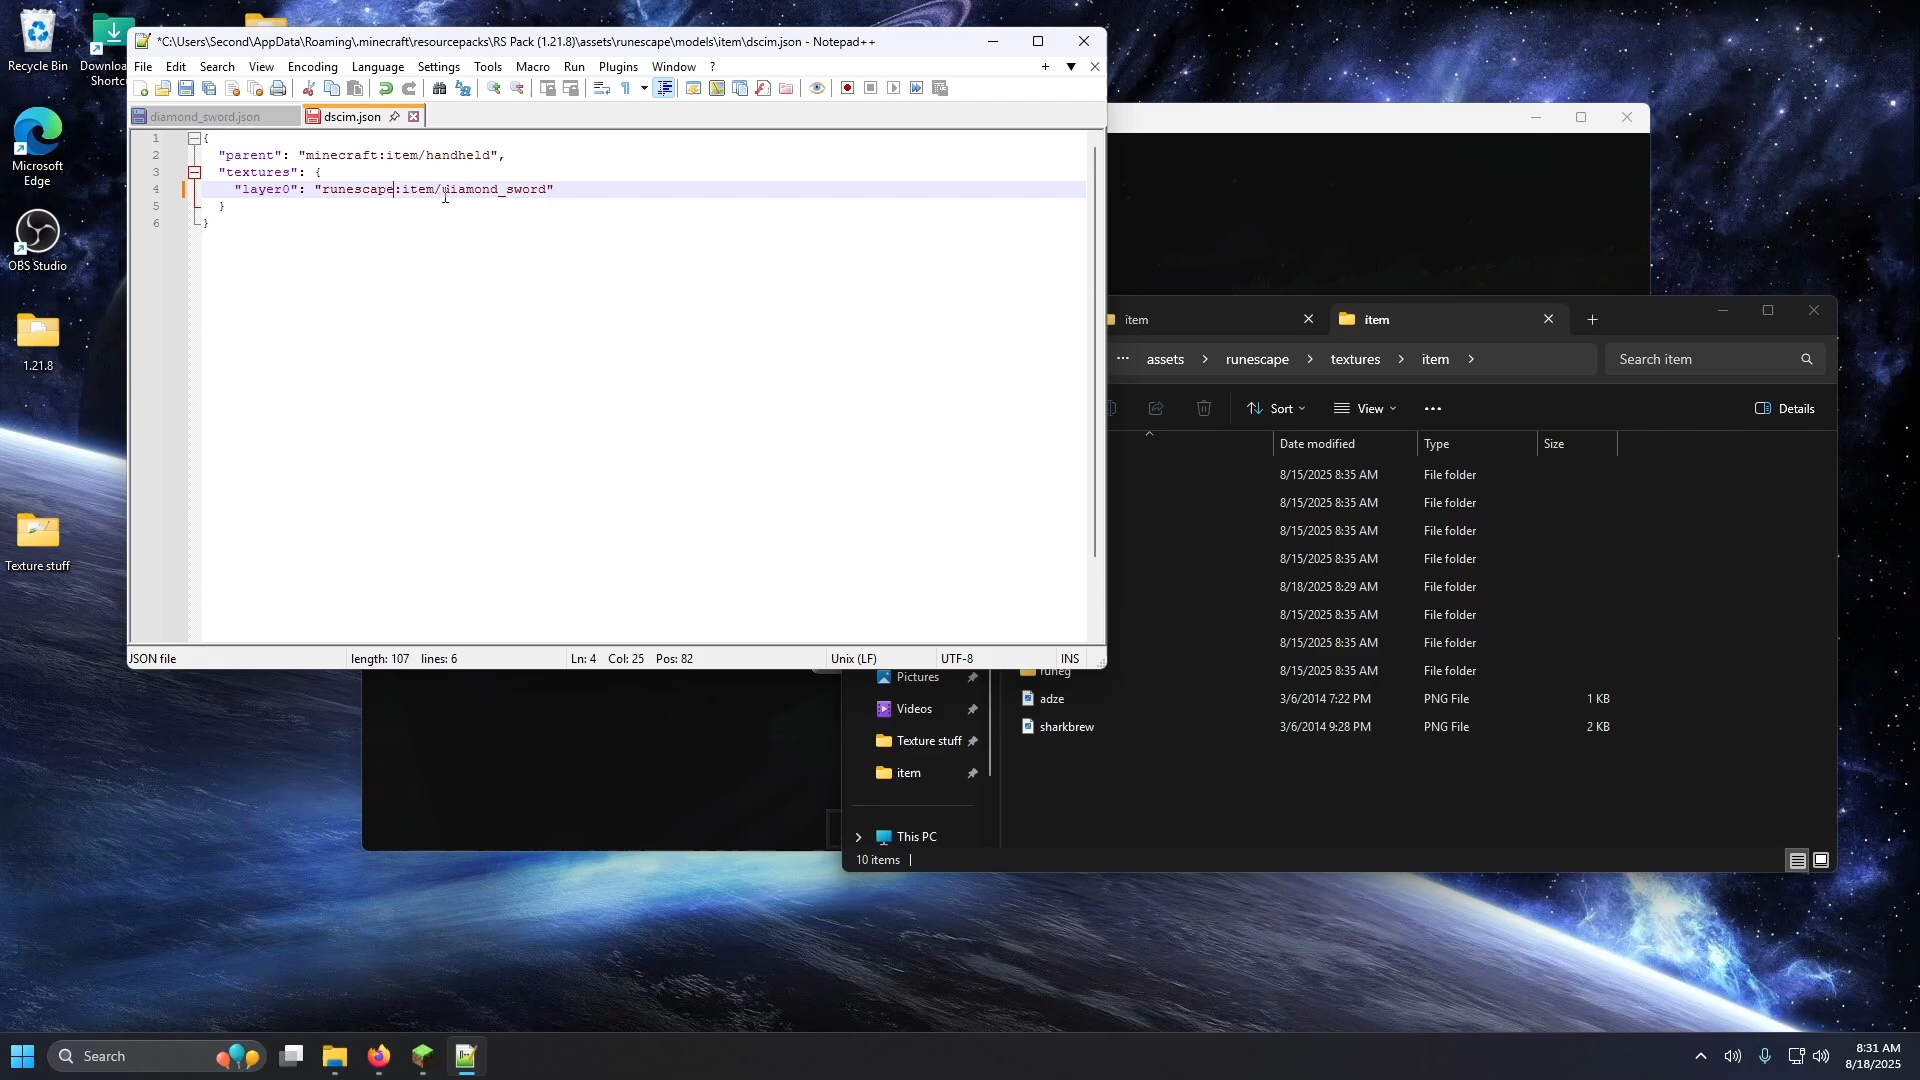 Recycle Bin
Microsoft
Edge
OBS Studio
1.21.8
Texture stuff
*C:\Users\Second\AppData\Roaming\.minecraft\resourcepacks\RS Pack (1.21.8)\assets\runescape\models\item\dscim.json - Notepad++
File Edit Search View Encoding Language Settings Tools Macro Run Plugins Window ?
diamond_sword.json
dscim.json
1 {
2 "parent": "minecraft:item/handheld",
3 "textures": {
4 "layer0": "runescape:item/diamond_sword"
5 }
6 }
JSON file length: 107 lines: 6 Ln: 4 Col: 25 Pos: 82 Unix (LF) UTF-8 INS
item
item
assets > runescape > textures > item >
Search item
Sort View Details
Date modified Type Size
8/15/2025 8:35 AM File folder
8/15/2025 8:35 AM File folder
8/15/2025 8:35 AM File folder
8/15/2025 8:35 AM File folder
8/18/2025 8:29 AM File folder
8/15/2025 8:35 AM File folder
8/15/2025 8:35 AM File folder
runeg 8/15/2025 8:35 AM File folder
adze 3/6/2014 7:22 PM PNG File 1 KB
sharkbrew 3/6/2014 9:28 PM PNG File 2 KB
Pictures
Videos
Texture stuff
item
This PC
10 items
Search
8:31 AM
8/18/2025